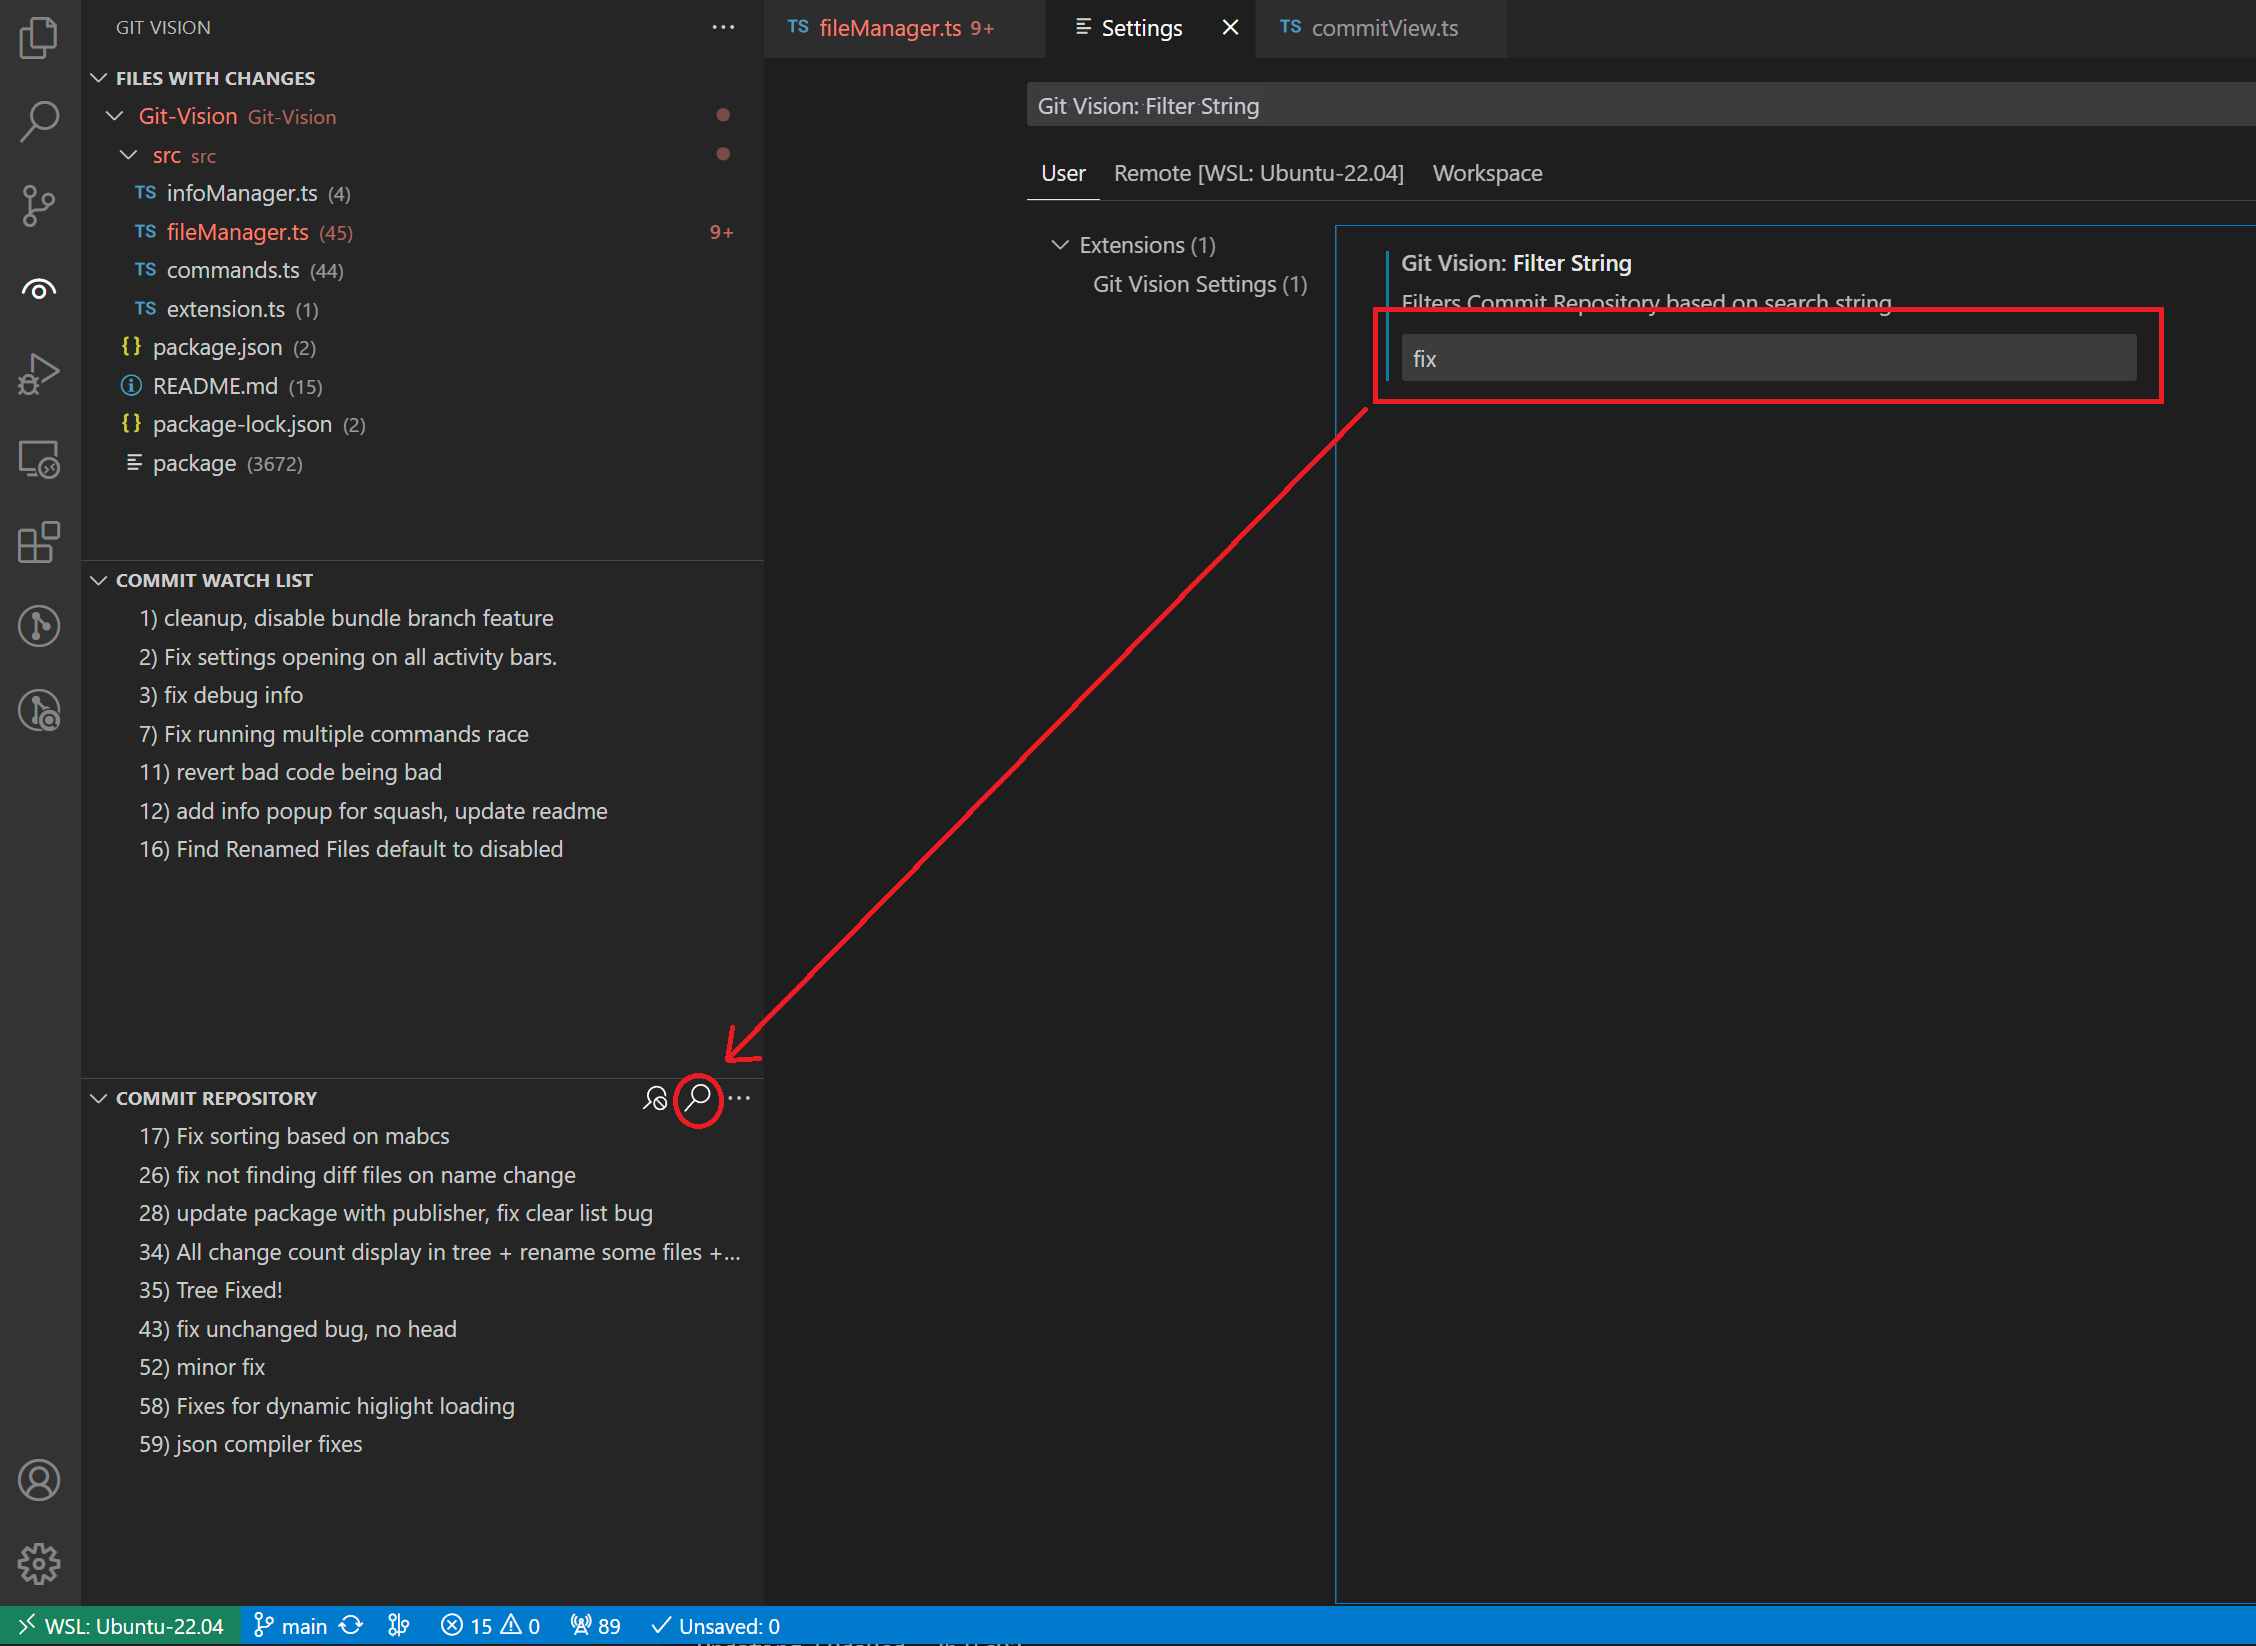 GIT VISION
FILES WITH CHANGES
Git-Vision Git-Vision
src src
TS infoManager.ts (4)
TS fileManager.ts (45) 9+
TS commands.ts (44)
TS extension.ts (1)
{} package.json (2)
README.md (15)
{} package-lock.json (2)
package (3672)
COMMIT WATCH LIST
1) cleanup, disable bundle branch feature
2) Fix settings opening on all activity bars.
3) fix debug info
7) Fix running multiple commands race
11) revert bad code being bad
12) add info popup for squash, update readme
16) Find Renamed Files default to disabled
COMMIT REPOSITORY
17) Fix sorting based on mabcs
26) fix not finding diff files on name change
28) update package with publisher, fix clear list bug
34) All change count display in tree + rename some files +...
35) Tree Fixed!
43) fix unchanged bug, no head
52) minor fix
58) Fixes for dynamic higlight loading
59) json compiler fixes
TS fileManager.ts 9+ Settings TS commitView.ts
Git Vision: Filter String
User Remote [WSL: Ubuntu-22.04] Workspace
Extensions (1)
Git Vision Settings (1)
Git Vision: Filter String
Filters Commit Repository based on search string
fix
WSL: Ubuntu-22.04 main 15 0 89 Unsaved: 0